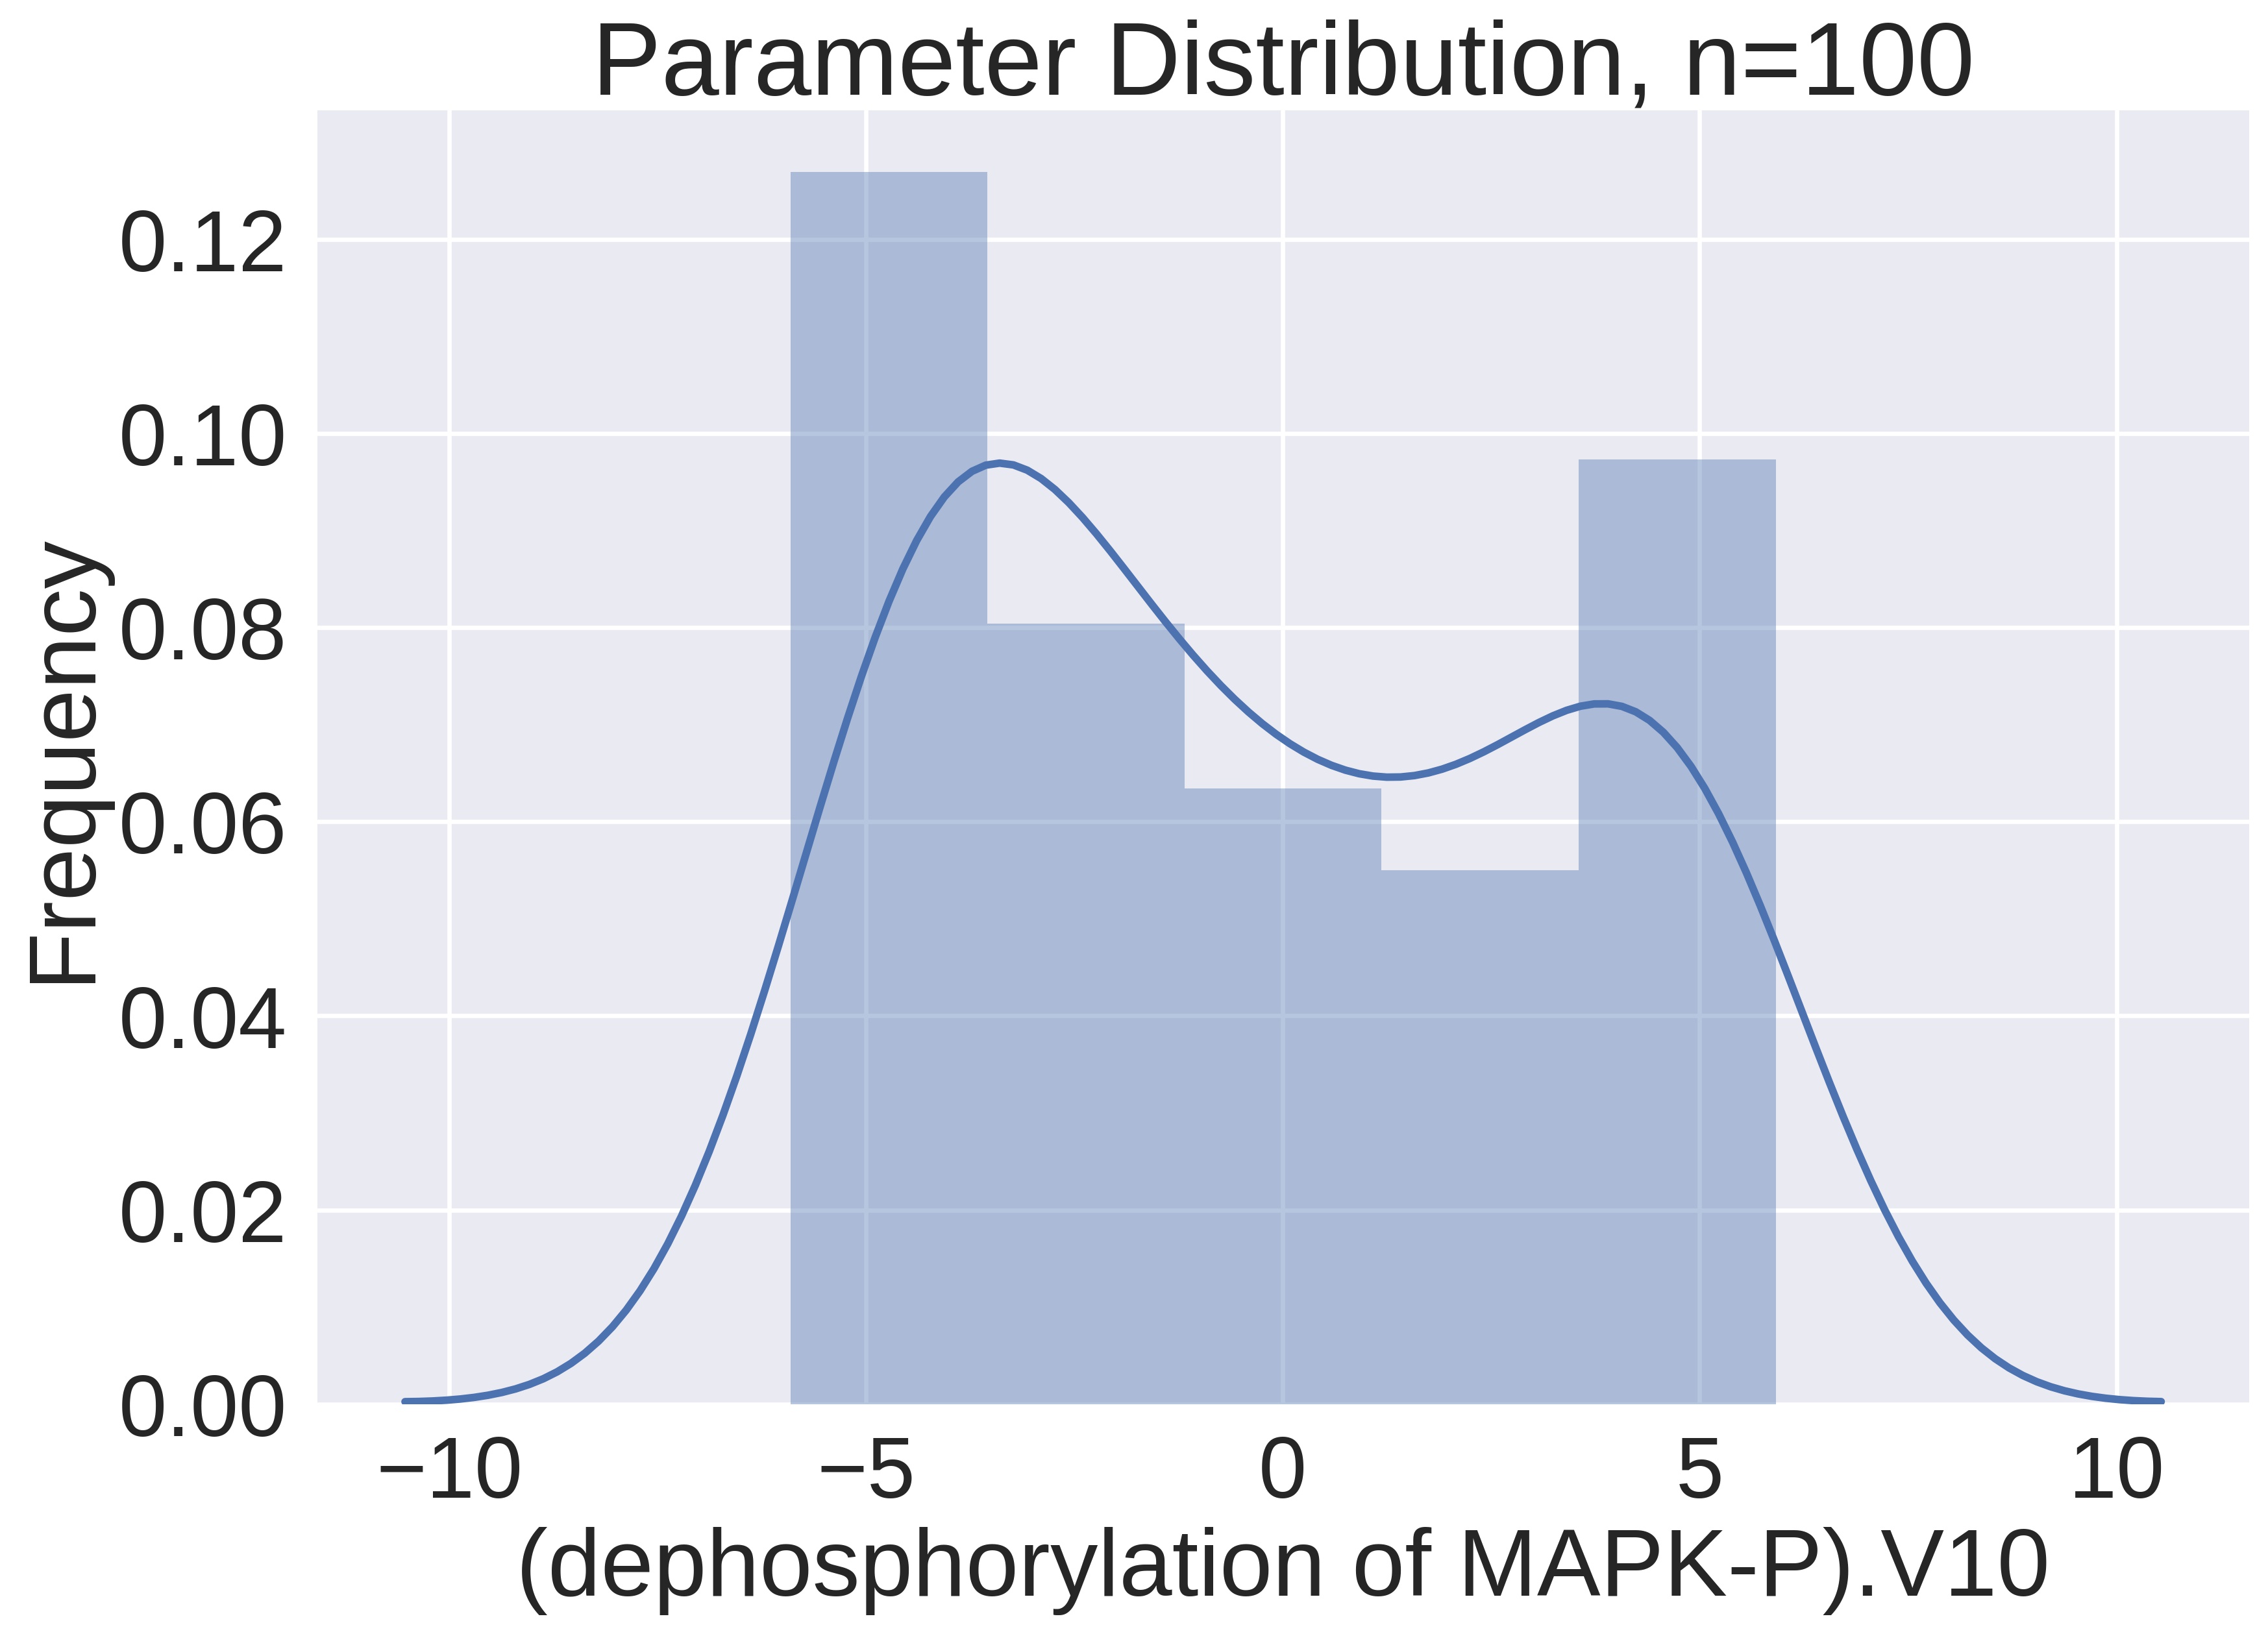 Parameter Distribution, n=100
Frequency
0.12
0.10
0.08
0.06
0.04
0.02
0.00
−10 −5 0 5 10
(dephosphorylation of MAPK-P).V10